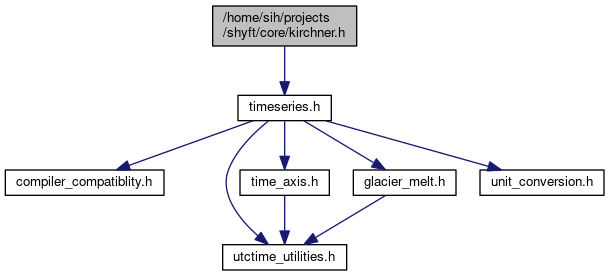 /home/sih/projects
/shyft/core/kirchner.h
timeseries.h
compiler_compatiblity.h
time_axis.h
glacier_melt.h
unit_conversion.h
utctime_utilities.h